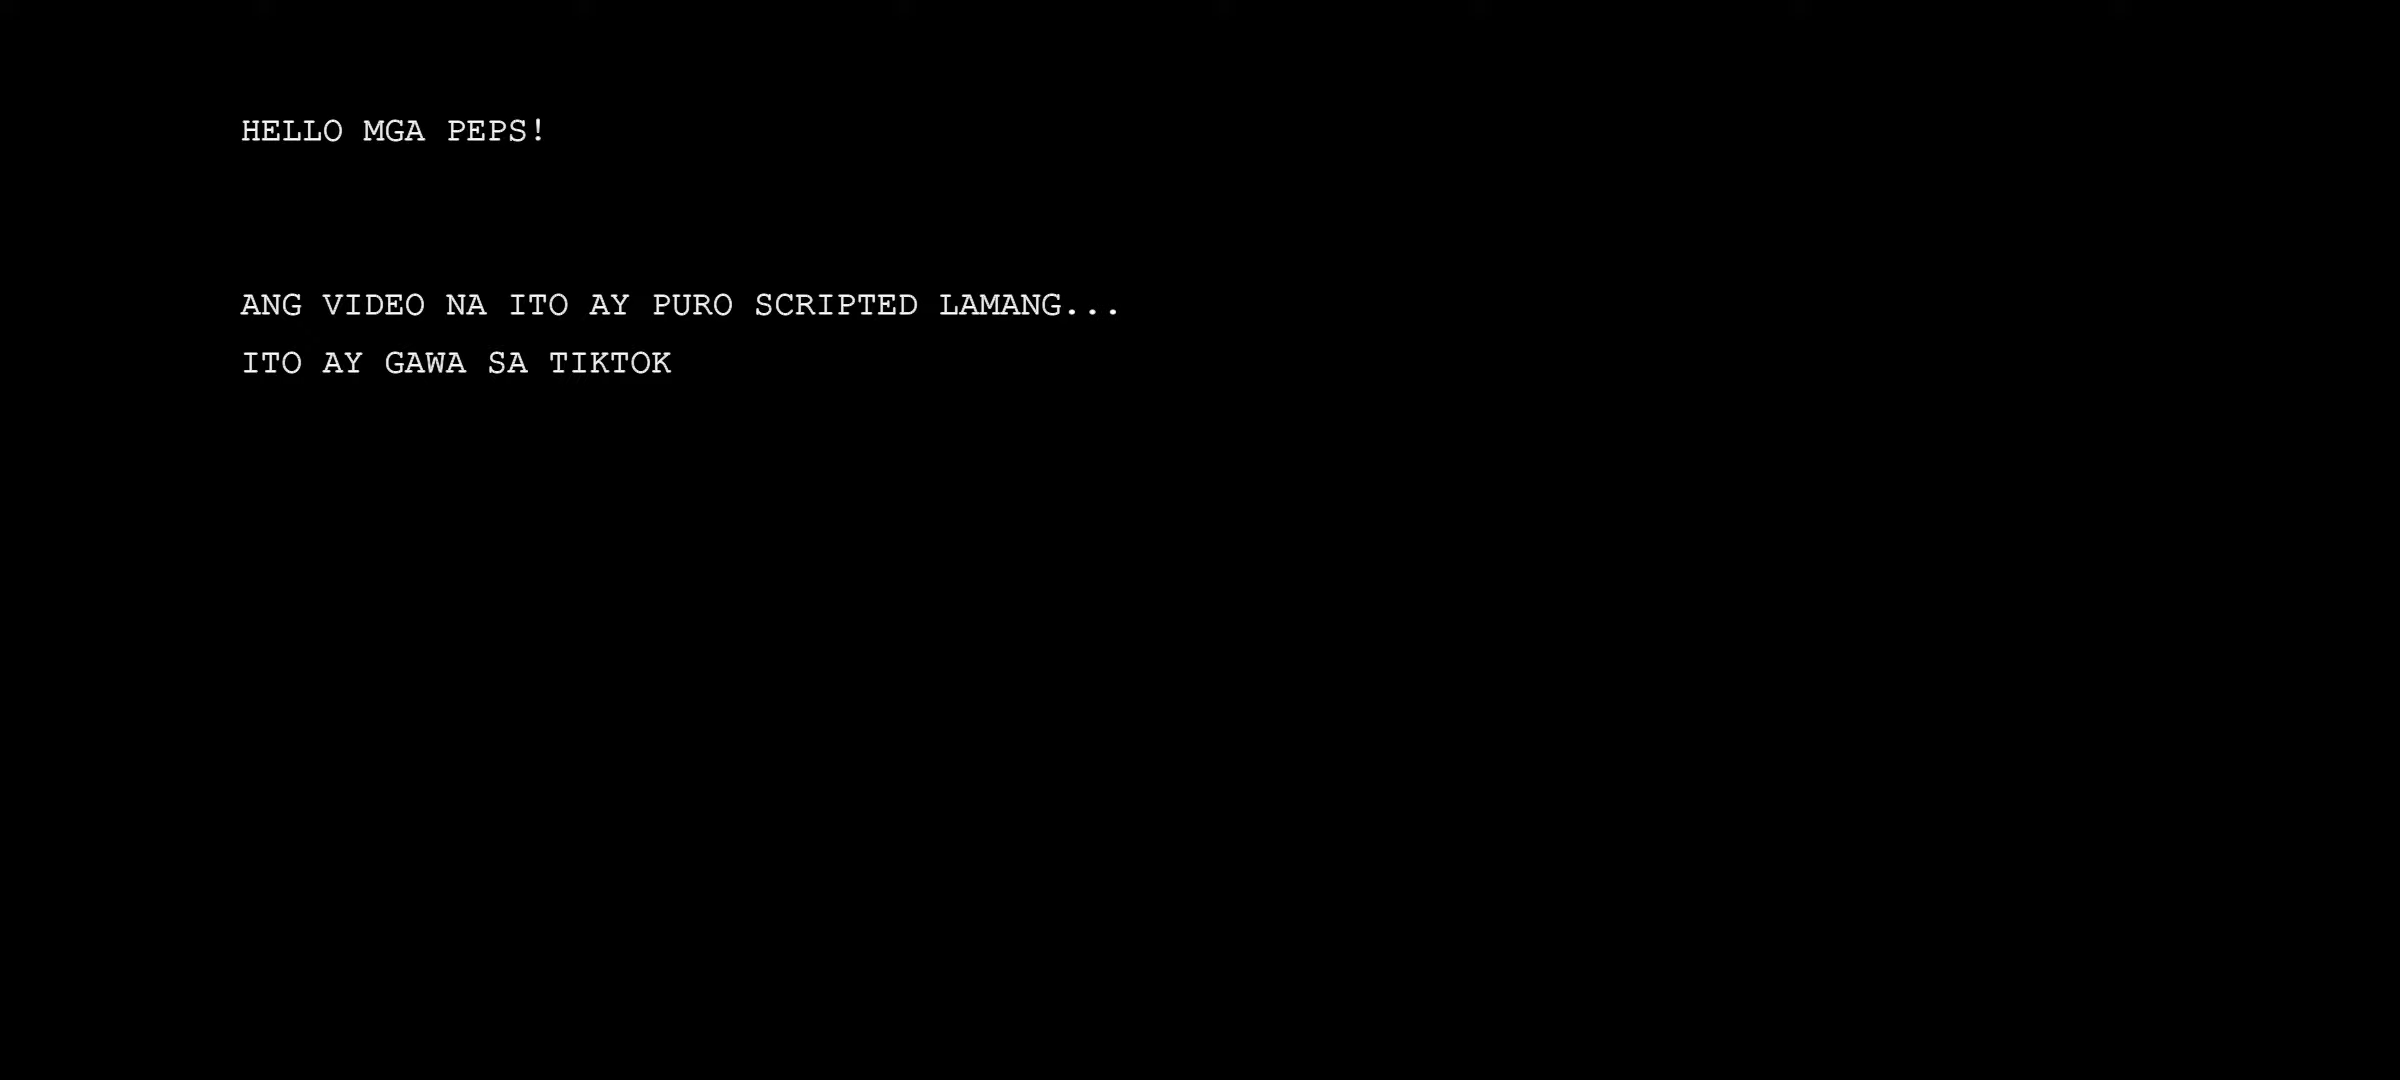 HELLO MGA PEPS!
ANG VIDEO NA ITO AY PURO SCRIPTED LAMANG...
ITO AY GAWA SA TIKTOK